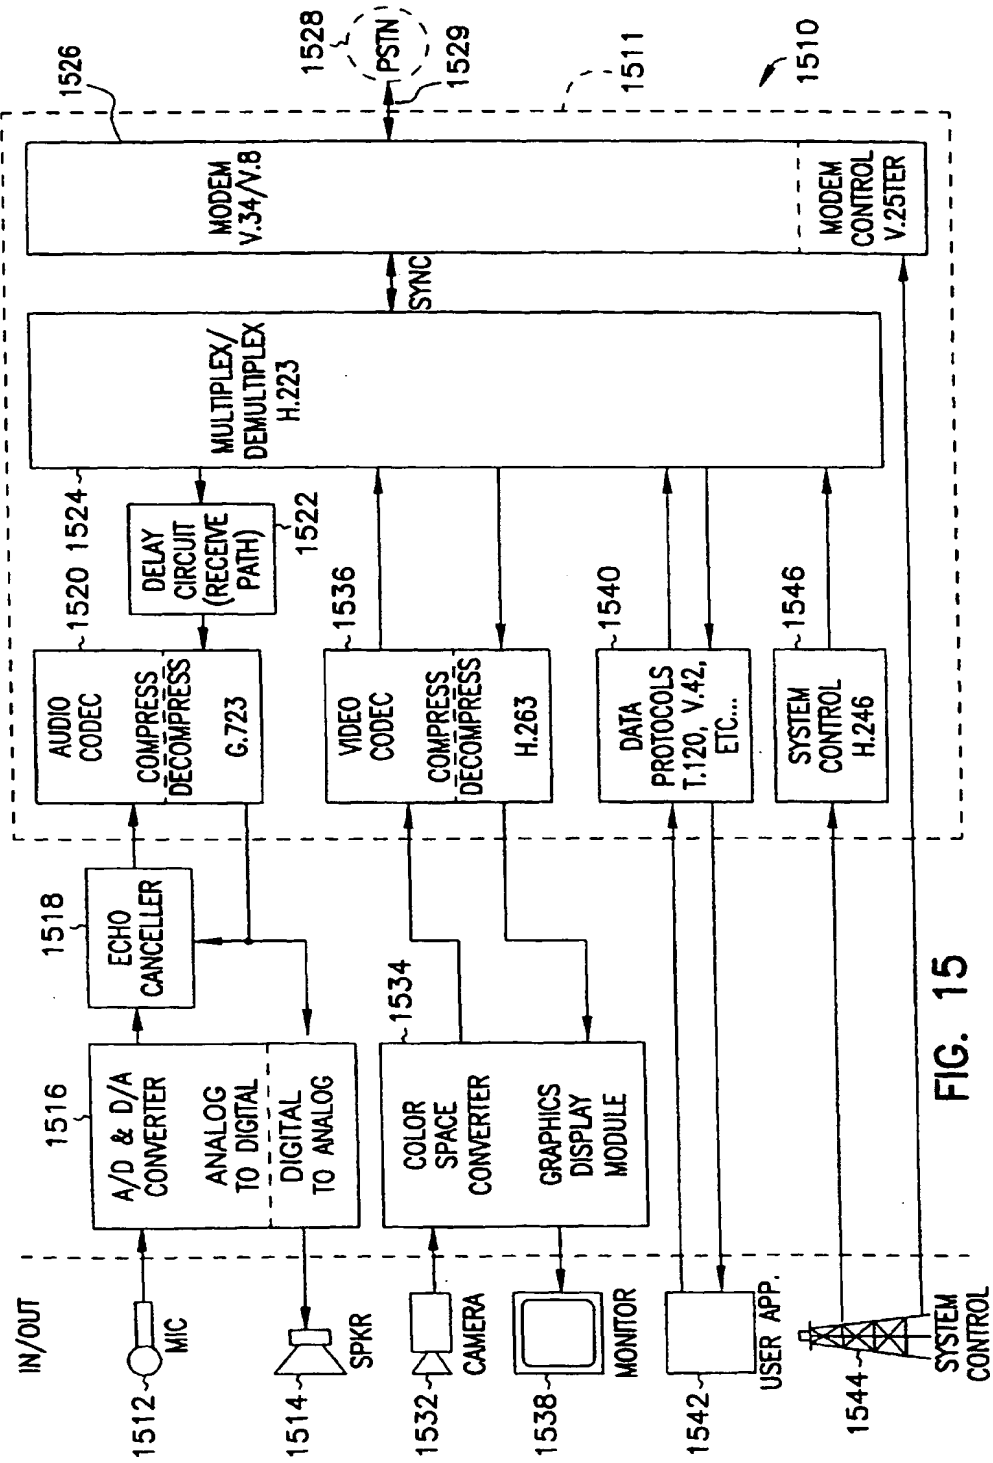 IN/OUT
1512
MIC
1514
SPKR
1532
CAMERA
1538
MONITOR
1542
USER APP.
1544
SYSTEM
CONTROL
1516
A/D & D/A
CONVERTER
ANALOG
TO DIGITAL
DIGITAL
TO ANALOG
1534
COLOR
SPACE
CONVERTER
GRAPHICS
DISPLAY
MODULE
1518
ECHO
CANCELLER
1520
AUDIO
CODEC
COMPRESS
DECOMPRESS
G.723
1522
DELAY
CIRCUIT
(RECEIVE
PATH)
1536
VIDEO
CODEC
COMPRESS
DECOMPRESS
H.263
1540
DATA
PROTOCOLS
T.120, V.42,
ETC...
1546
SYSTEM
CONTROL
H.246
1524
MULTIPLEX/
DEMULTIPLEX
H.223
SYNC
1526
MODEM
V.34/V.8
MODEM
CONTROL
V.25TER
1528
PSTN
1529
1511
1510
FIG. 15